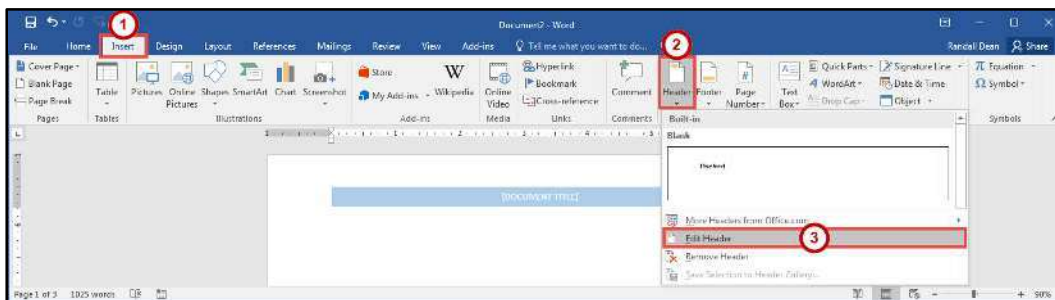 Document2 - Word
File Home Insert Design Layout References Mailings Review View Add-ins Tell me what you want to do... Randall Dean Share
1
2
Cover Page
Blank Page
Page Break
Table
Pictures Online Pictures Shapes SmartArt Chart Screenshot
Store
My Add-ins
Wikipedia
Online Video
Hyperlink
Bookmark
Cross-reference
Comment
Header Footer Page Number
Text Box
Quick Parts
WordArt
Drop Cap
Signature Line
Date & Time
Object
Equation
Symbol
Pages Tables Illustrations Add-ins Media Links Comments Symbols
Built-in
Blank
[DOCUMENT TITLE]
More Headers from Office.com
Edit Header
3
Remove Header
Save Selection to Header Gallery...
Page 1 of 3 1025 words
90%